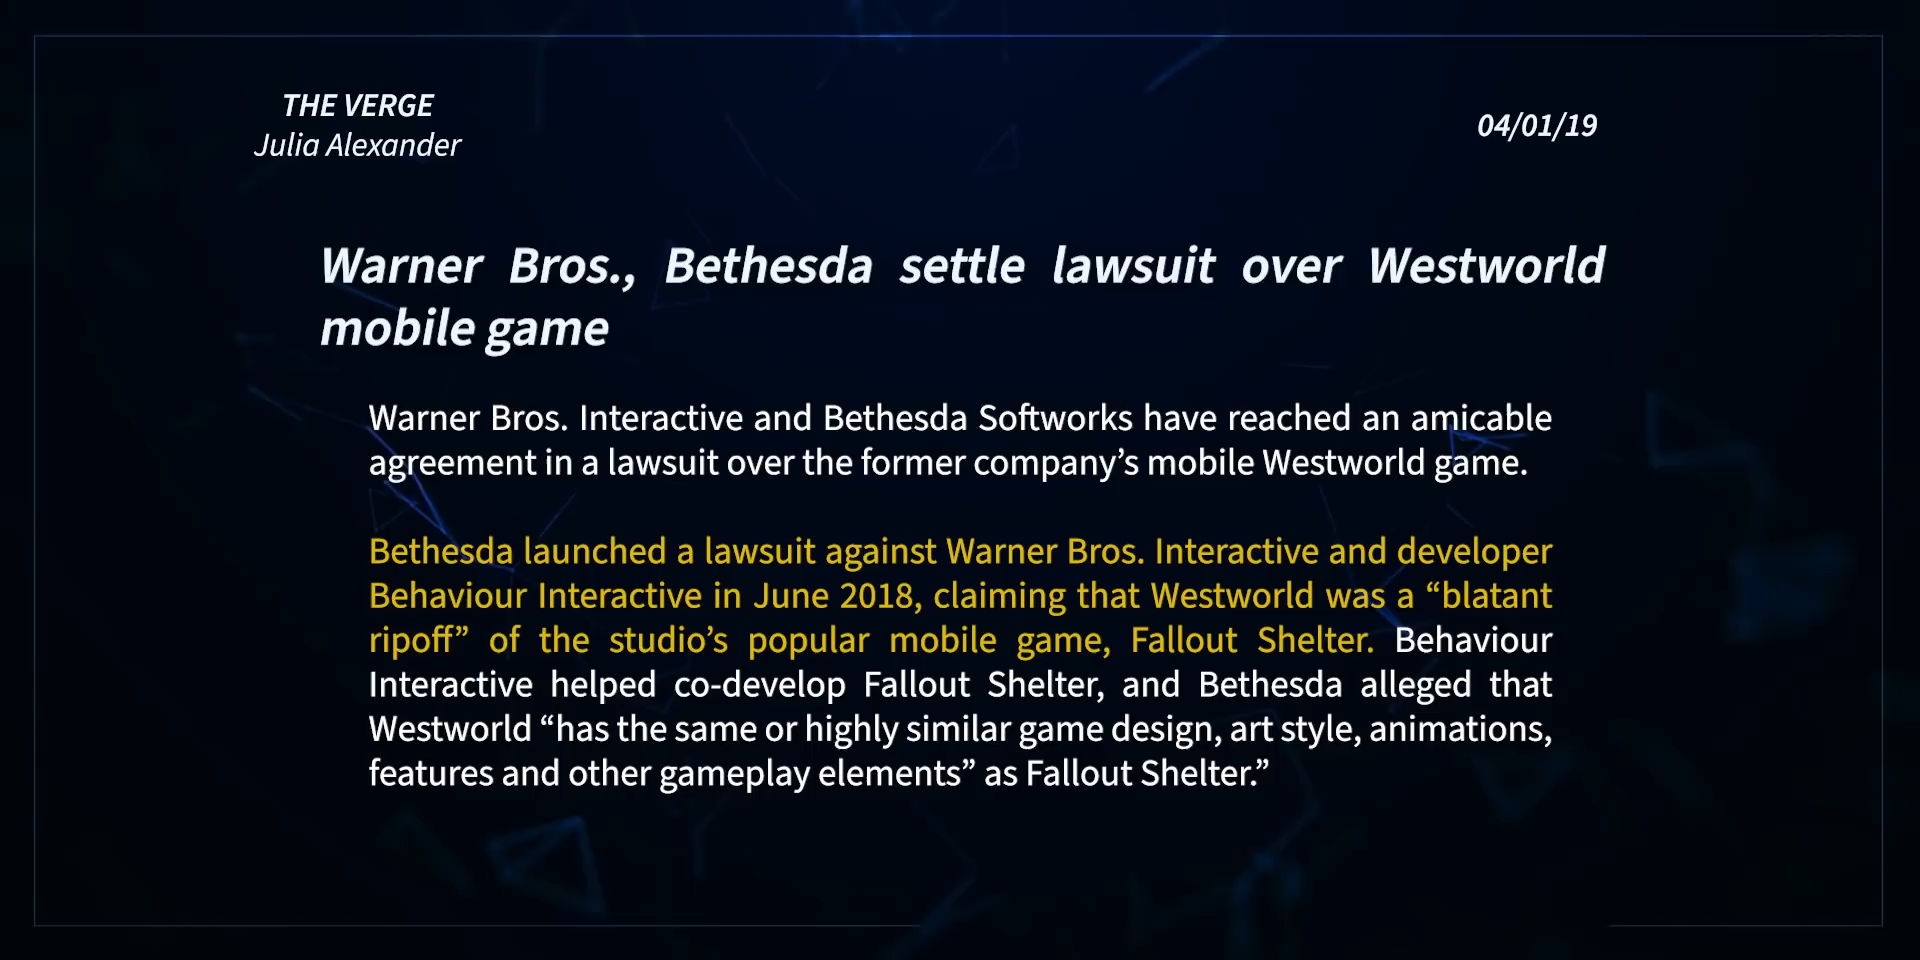 THE VERGE
Julia Alexander
04/01/19
Warner Bros., Bethesda settle lawsuit over Westworld
mobile game
Warner Bros. Interactive and Bethesda Softworks have reached an amicable
agreement in a lawsuit over the former company’s mobile Westworld game.
Bethesda launched a lawsuit against Warner Bros. Interactive and developer
Behaviour Interactive in June 2018, claiming that Westworld was a “blatant
ripoff” of the studio’s popular mobile game, Fallout Shelter. Behaviour
Interactive helped co-develop Fallout Shelter, and Bethesda alleged that
Westworld “has the same or highly similar game design, art style, animations,
features and other gameplay elements” as Fallout Shelter.”